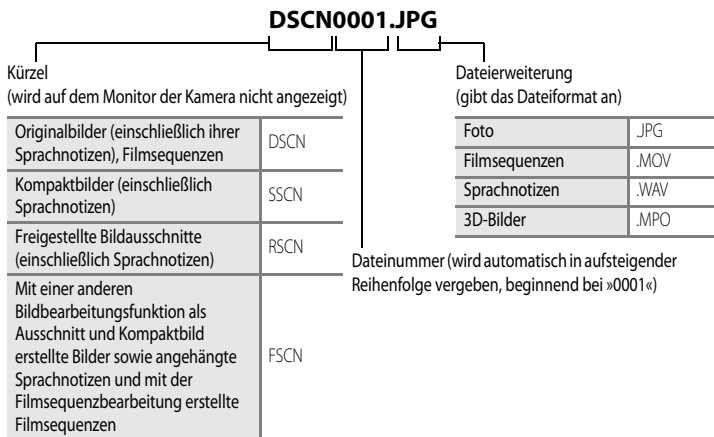 DSCN0001.JPG
Kürzel
(wird auf dem Monitor der Kamera nicht angezeigt)
Originalbilder (einschließlich ihrer
Sprachnotizen), Filmsequenzen
DSCN
Kompaktbilder (einschließlich
Sprachnotizen)
SSCN
Freigestellte Bildausschnitte
(einschließlich Sprachnotizen)
RSCN
Mit einer anderen
Bildbearbeitungsfunktion als
Ausschnitt und Kompaktbild
erstellte Bilder sowie angehängte
Sprachnotizen und mit der
Filmsequenzbearbeitung erstellte
Filmsequenzen
FSCN
Dateierweiterung
(gibt das Dateiformat an)
Foto .JPG
Filmsequenzen .MOV
Sprachnotizen .WAV
3D-Bilder .MPO
Dateinummer (wird automatisch in aufsteigender
Reihenfolge vergeben, beginnend bei »0001«)